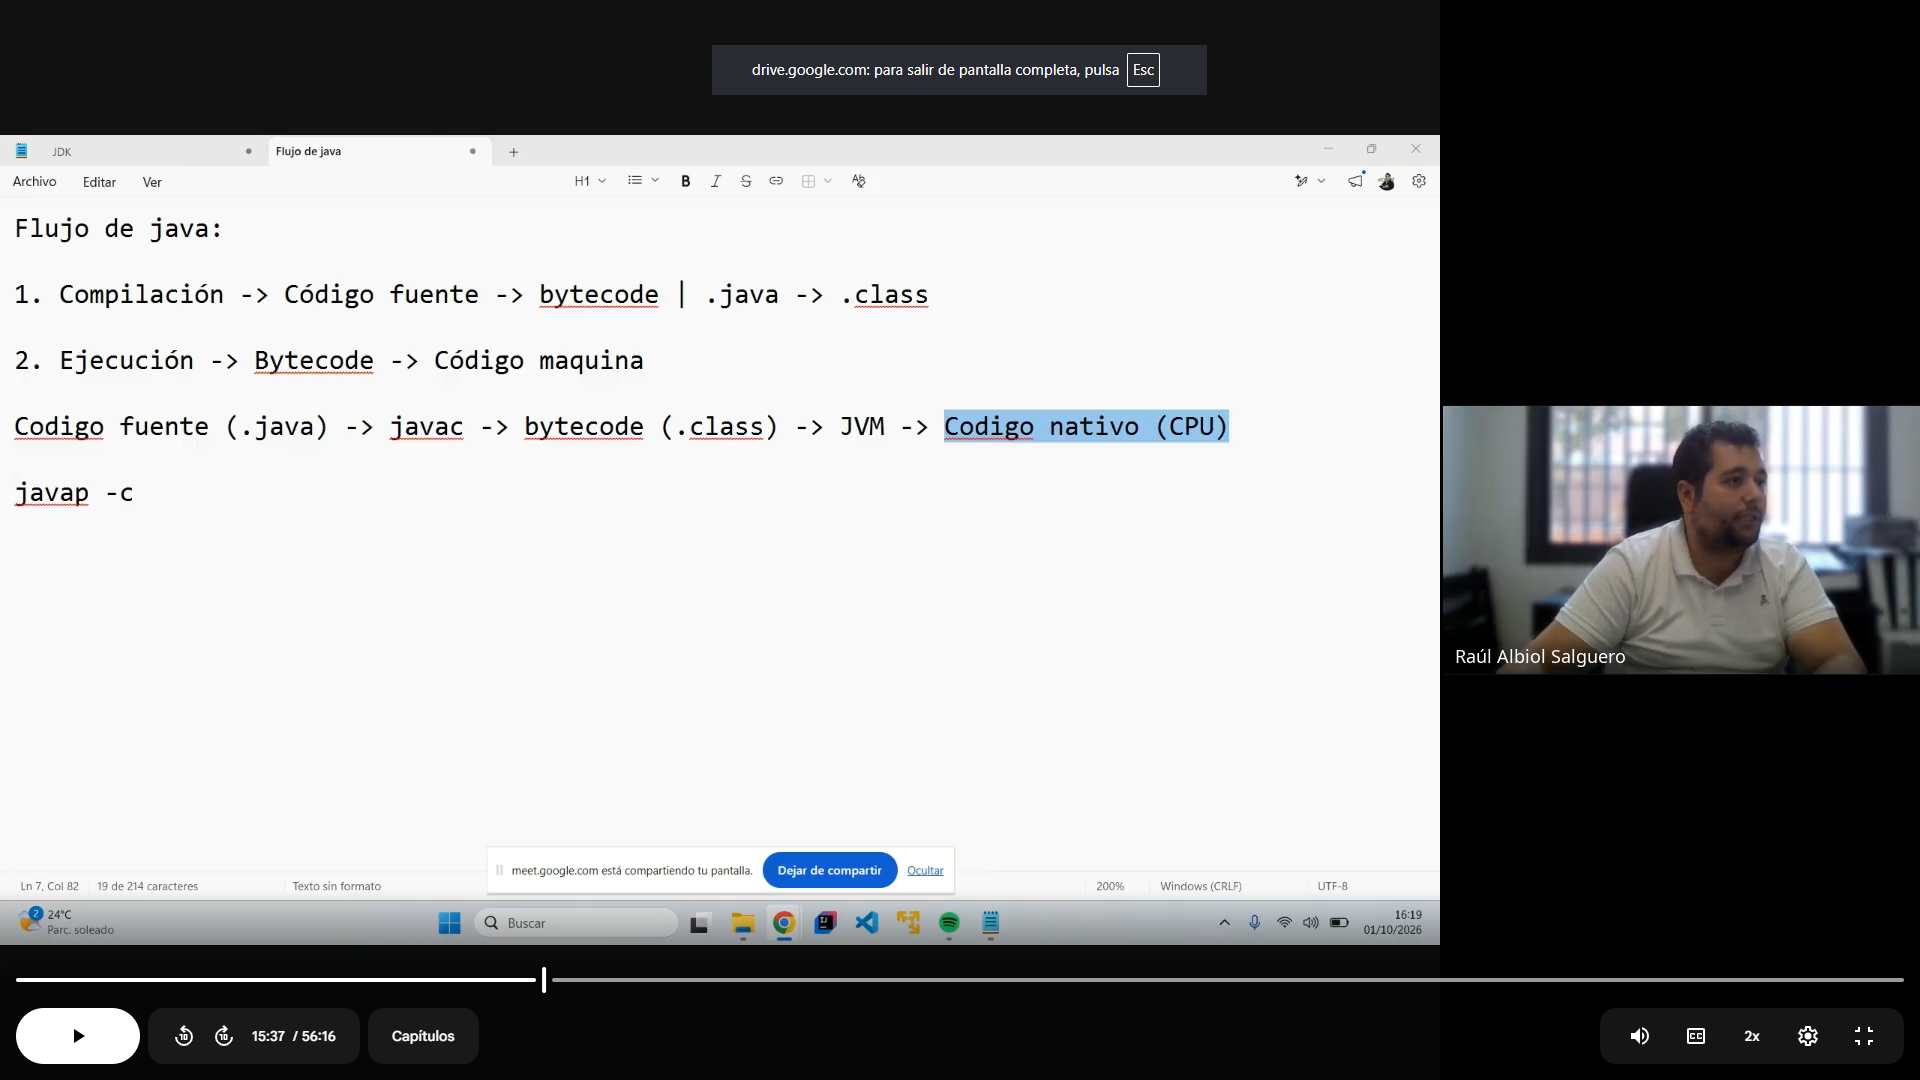 drive.google.com: para salir de pantalla completa, pulsa Esc
JDK
Flujo de java
Archivo Editar Ver
H1
Flujo de java:
1. Compilación -> Código fuente -> bytecode | .java -> .class
2. Ejecución -> Bytecode -> Código maquina
Codigo fuente (.java) -> javac -> bytecode (.class) -> JVM -> Codigo nativo (CPU)
javap -c
Raúl Albiol Salguero
meet.google.com está compartiendo tu pantalla. Dejar de compartir Ocultar
Ln 7, Col 82 19 de 214 caracteres Texto sin formato 200% Windows (CRLF) UTF-8
2 24°C
Parc. soleado
Buscar
16:19
01/10/2026
15:37 / 56:16 Capítulos 2x